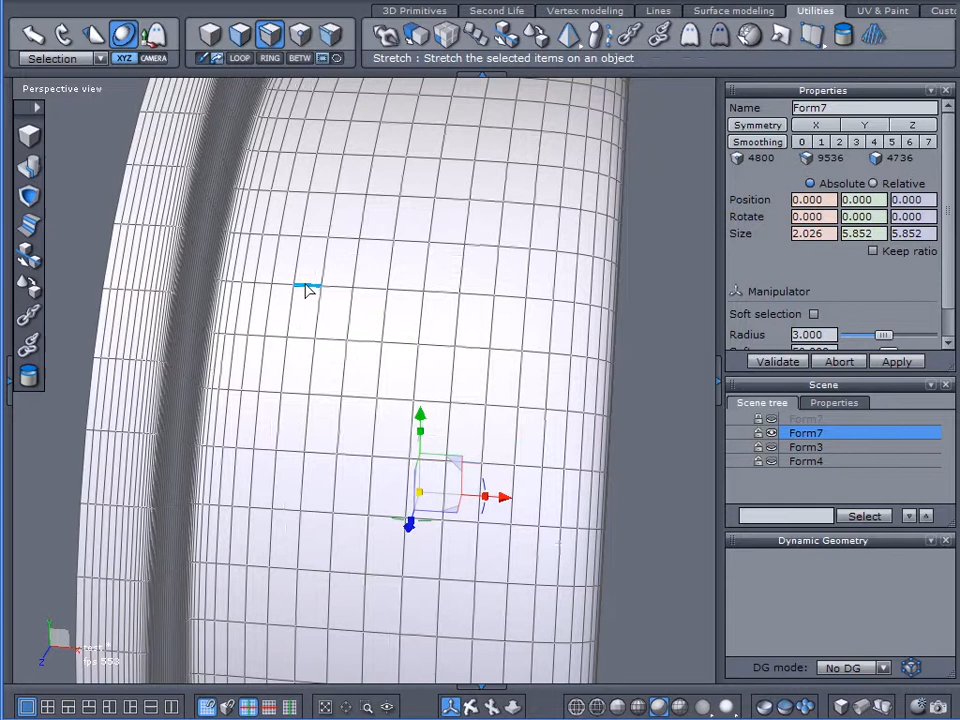 3D Primitives
Second Life
Vertex modeling
Lines
Surface modeling
Utilities
UV & Paint
Selection
XYZ
CAMERA
LOOP
RING
BETW
Stretch : Stretch the selected items on an object
Perspective view
Properties
Name
Form7
Symmetry
X
Y
Z
Smoothing
0 1 2 3 4 5 6 7
4800
9536
4736
Absolute
Relative
Position
0.000
0.000
0.000
Rotate
0.000
0.000
0.000
Size
2.026
5.852
5.852
Keep ratio
Manipulator
Soft selection
Radius
3.000
Validate
Abort
Apply
Scene
Scene tree
Properties
Form7
Form7
Form3
Form4
Select
Dynamic Geometry
DG mode:
No DG
fps 553
Y
Z